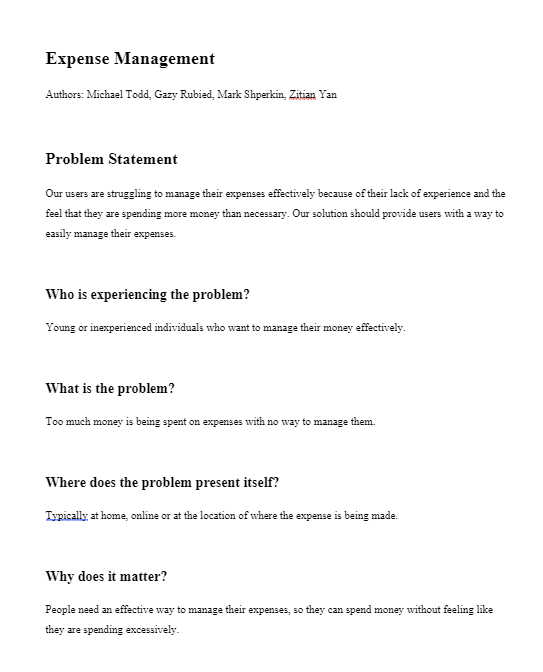 Expense Management
Authors: Michael Todd, Gazy Rubied, Mark Shperkin, Zitian Yan
Problem Statement
Our users are struggling to manage their expenses effectively because of their lack of experience and the
feel that they are spending more money than necessary. Our solution should provide users with a way to
easily manage their expenses.
Who is experiencing the problem?
Young or inexperienced individuals who want to manage their money effectively.
What is the problem?
Too much money is being spent on expenses with no way to manage them.
Where does the problem present itself?
Typically at home, online or at the location of where the expense is being made.
Why does it matter?
People need an effective way to manage their expenses, so they can spend money without feeling like
they are spending excessively.